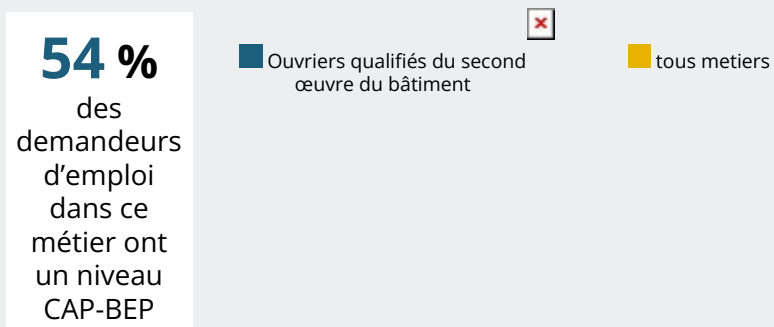 54 %
des
demandeurs
d’emploi
dans ce
métier ont
un niveau
CAP-BEP
Ouvriers qualifiés du second
œuvre du bâtiment
tous metiers